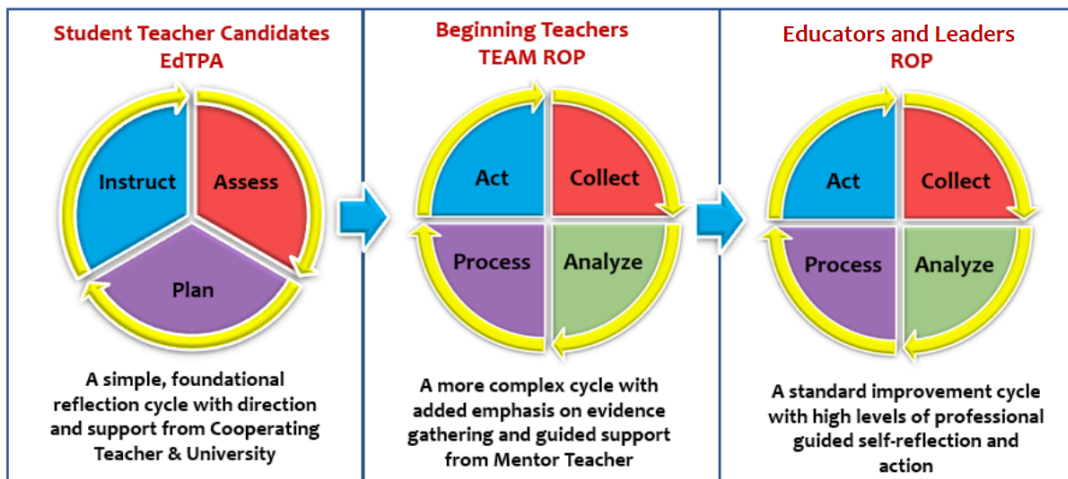 Student Teacher Candidates
EdTPA
Instruct
Assess
Plan
A simple, foundational
reflection cycle with direction
and support from Cooperating
Teacher & University
Beginning Teachers
TEAM ROP
Act
Collect
Process
Analyze
A more complex cycle with
added emphasis on evidence
gathering and guided support
from Mentor Teacher
Educators and Leaders
ROP
Act
Collect
Process
Analyze
A standard improvement cycle
with high levels of professional
guided self-reflection and
action